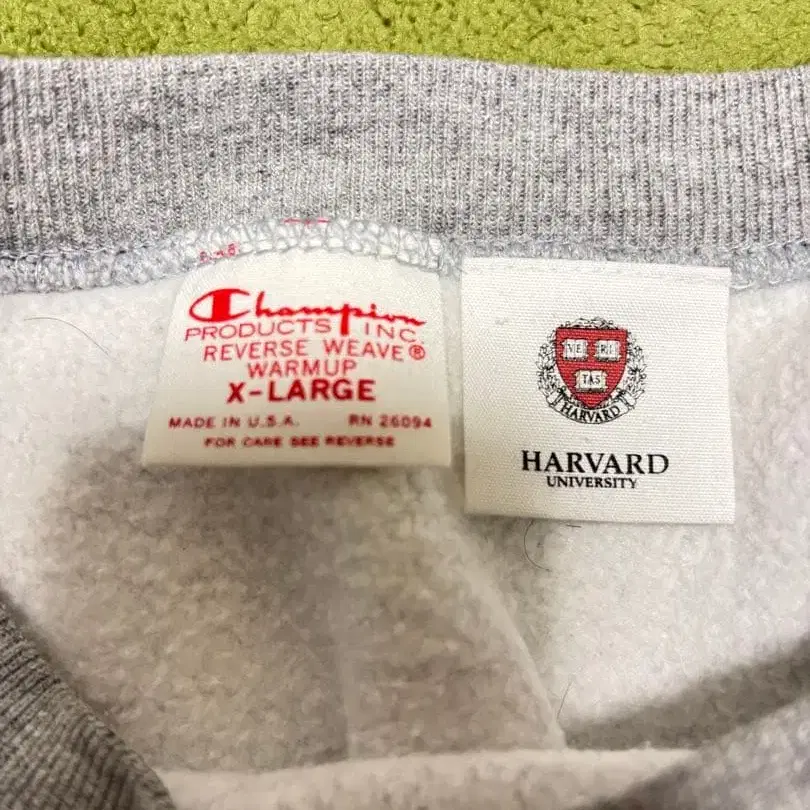 Champion
PRODUCTS INC.
REVERSE WEAVE®
WARMUP
X-LARGE
MADE IN U.S.A. RN 26094
FOR CARE SEE REVERSE
VE RI
TAS
HARVARD
HARVARD
UNIVERSITY